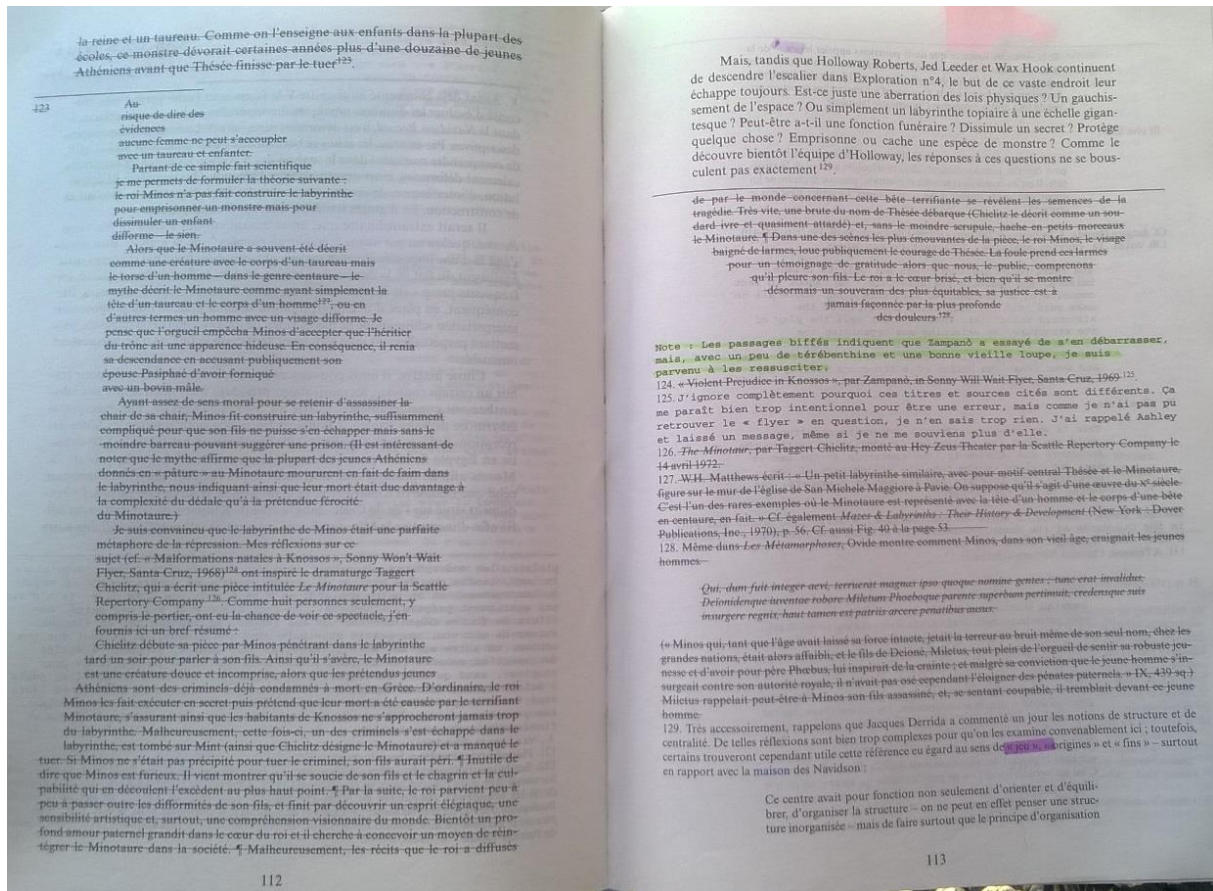 la reine et un taureau. Comme on l'enseigne aux enfants dans la plupart des
écoles, ce monstre dévorait certaines années plus d'une douzaine de jeunes
Athéniens avant que Thésée finisse par le tuer¹²³.
123
Au
risque de dire des
évidences
aucune femme ne peut s'accoupler
avec un taureau et enfanter.
Partant de ce simple fait scientifique
je me permets de formuler la théorie suivante :
le roi Minos n'a pas fait construire le labyrinthe
pour emprisonner un monstre mais pour
dissimuler un enfant
difforme – le sien.
Alors que le Minotaure a souvent été décrit
comme une créature avec le corps d'un taureau mais
le torse d'un homme – dans le genre centaure – le
mythe décrit le Minotaure comme ayant simplement la
tête d'un taureau et le corps d'un homme¹²⁷, ou en
d'autres termes un homme avec un visage difforme. Je
pense que l'orgueil empêcha Minos d'accepter que l'héritier
du trône ait une apparence hideuse. En conséquence, il renia
sa descendance en accusant publiquement son
épouse Pasiphaé d'avoir forniqué
avec un bovin mâle.
Ayant assez de sens moral pour se retenir d'assassiner la
chair de sa chair, Minos fit construire un labyrinthe, suffisamment
compliqué pour que son fils ne puisse s'en échapper mais sans le
moindre barreau pouvant suggérer une prison. (Il est intéressant de
noter que le mythe affirme que la plupart des jeunes Athéniens
donnés en « pâture » au Minotaure moururent en fait de faim dans
le labyrinthe, nous indiquant ainsi que leur mort était due davantage à
la complexité du dédale qu'à la prétendue férocité
du Minotaure.)
Je suis convaincu que le labyrinthe de Minos était une parfaite
métaphore de la répression. Mes réflexions sur ce
sujet (cf. « Malformations natales à Knossos », Sonny Won't Wait
Flyer, Santa Cruz, 1968)¹²⁴ ont inspiré le dramaturge Taggert
Chiclitz, qui a écrit une pièce intitulée Le Minotaure pour la Seattle
Repertory Company ¹²⁶. Comme huit personnes seulement, y
compris le portier, ont eu la chance de voir ce spectacle, j'en
fournis ici un bref résumé :
Chiclitz débute sa pièce par Minos pénétrant dans le labyrinthe
tard un soir pour parler à son fils. Ainsi qu'il s'avère, le Minotaure
est une créature douce et incomprise, alors que les prétendus jeunes
Athéniens sont des criminels déjà condamnés à mort en Grèce. D'ordinaire, le roi
Minos les fait exécuter en secret puis prétend que leur mort a été causée par le terrifiant
Minotaure, s'assurant ainsi que les habitants de Knossos ne s'approcheront jamais trop
du labyrinthe. Malheureusement, cette fois-ci, un des criminels s'est échappé dans le
labyrinthe, est tombé sur Mint (ainsi que Chiclitz désigne le Minotaure) et a manqué le
tuer. Si Minos ne s'était pas précipité pour tuer le criminel, son fils aurait péri. ¶ Inutile de
dire que Minos est furieux. Il vient montrer qu'il se soucie de son fils et le chagrin et la cul-
pabilité qui en découlent l'excèdent au plus haut point. ¶ Par la suite, le roi parvient peu à
peu à passer outre les difformités de son fils, et finit par découvrir un esprit élégiaque, une
sensibilité artistique et, surtout, une compréhension visionnaire du monde. Bientôt un pro-
fond amour paternel grandit dans le cœur du roi et il cherche à concevoir un moyen de réin-
tégrer le Minotaure dans la société. ¶ Malheureusement, les récits que le roi a diffusés
112
Mais, tandis que Holloway Roberts, Jed Leeder et Wax Hook continuent
de descendre l'escalier dans Exploration n°4, le but de ce vaste endroit leur
échappe toujours. Est-ce juste une aberration des lois physiques ? Un gauchis-
sement de l'espace ? Ou simplement un labyrinthe topiaire à une échelle gigan-
tesque ? Peut-être a-t-il une fonction funéraire ? Dissimule un secret ? Protège
quelque chose ? Emprisonne ou cache une espèce de monstre ? Comme le
découvre bientôt l'équipe d'Holloway, les réponses à ces questions ne se bous-
culent pas exactement ¹²⁹.
de par le monde concernant cette bête terrifiante se révèlent les semences de la
tragédie. Très vite, une brute du nom de Thésée débarque (Chiclitz le décrit comme un sou-
dard ivre et quasiment attardé) et, sans le moindre scrupule, hache en petits morceaux
le Minotaure. ¶ Dans une des scènes les plus émouvantes de la pièce, le roi Minos, le visage
baigné de larmes, loue publiquement le courage de Thésée. La foule prend ces larmes
pour un témoignage de gratitude alors que nous, le public, comprenons
qu'il pleure son fils. Le roi a le cœur brisé, et bien qu'il se montre
désormais un souverain des plus équitables, sa justice est à
jamais façonnée par la plus profonde
des douleurs ¹²⁸.
Note : Les passages biffés indiquent que Zampanò a essayé de s'en débarrasser,
mais, avec un peu de térébenthine et une bonne vieille loupe, je suis
parvenu à les ressusciter.
124. « Violent Prejudice in Knossos », par Zampanò, in Sonny Will Wait Flyer, Santa Cruz, 1969 ¹²⁵.
125. J'ignore complètement pourquoi ces titres et sources cités sont différents. Ça
me paraît bien trop intentionnel pour être une erreur, mais comme je n'ai pas pu
retrouver le « flyer » en question, je n'en sais trop rien. J'ai rappelé Ashley
et laissé un message, même si je ne me souviens plus d'elle.
126. The Minotaur, par Taggert Chiclitz, monté au Hey Zeus Theater par la Seattle Repertory Company le
14 avril 1972.
127. W.H. Matthews écrit : « Un petit labyrinthe similaire, avec pour motif central Thésée et le Minotaure,
figure sur le mur de l'église de San Michele Maggiore à Pavie. On suppose qu'il s'agit d'une œuvre du Xᵉ siècle.
C'est l'un des rares exemples où le Minotaure est représenté avec la tête d'un homme et le corps d'une bête
en centaure, en fait. » Cf. également Mazes & Labyrinths : Their History & Development (New York : Dover
Publications, Inc., 1970), p. 56. Cf. aussi Fig. 40 à la page 53.
128. Même dans Les Métamorphoses, Ovide montre comment Minos, dans son vieil âge, craignait les jeunes
hommes.
Qui, dum fuit integer aevi, terruerat magnas ipso quoque nomine gentes ; tunc erat invalidus,
Deionidenque iuventae robore Miletum Phoeboque parente superbum pertimuit, credensque suis
insurgere regnis, haut tamen est patriis arcere penatibus ausus.
(« Minos qui, tant que l'âge avait laissé sa force intacte, jetait la terreur au bruit même de son seul nom, chez les
grandes nations, était alors affaibli, et le fils de Deioné, Miletus, tout plein de l'orgueil de sentir sa robuste jeu-
nesse et d'avoir pour père Phœbus, lui inspirait de la crainte ; et malgré sa conviction que le jeune homme s'in-
surgeait contre son autorité royale, il n'avait pas osé cependant l'éloigner des pénates paternels. » IX, 439 sq.)
Miletus rappelait peut-être à Minos son fils assassiné, et, se sentant coupable, il tremblait devant ce jeune
homme.
129. Très accessoirement, rappelons que Jacques Derrida a commenté un jour les notions de structure et de
centralité. De telles réflexions sont bien trop complexes pour qu'on les examine convenablement ici ; toutefois,
certains trouveront cependant utile cette référence eu égard au sens de « jeu », « origines » et « fins » – surtout
en rapport avec la maison des Navidson :
Ce centre avait pour fonction non seulement d'orienter et d'équili-
brer, d'organiser la structure – on ne peut en effet penser une struc-
ture inorganisée – mais de faire surtout que le principe d'organisation
113